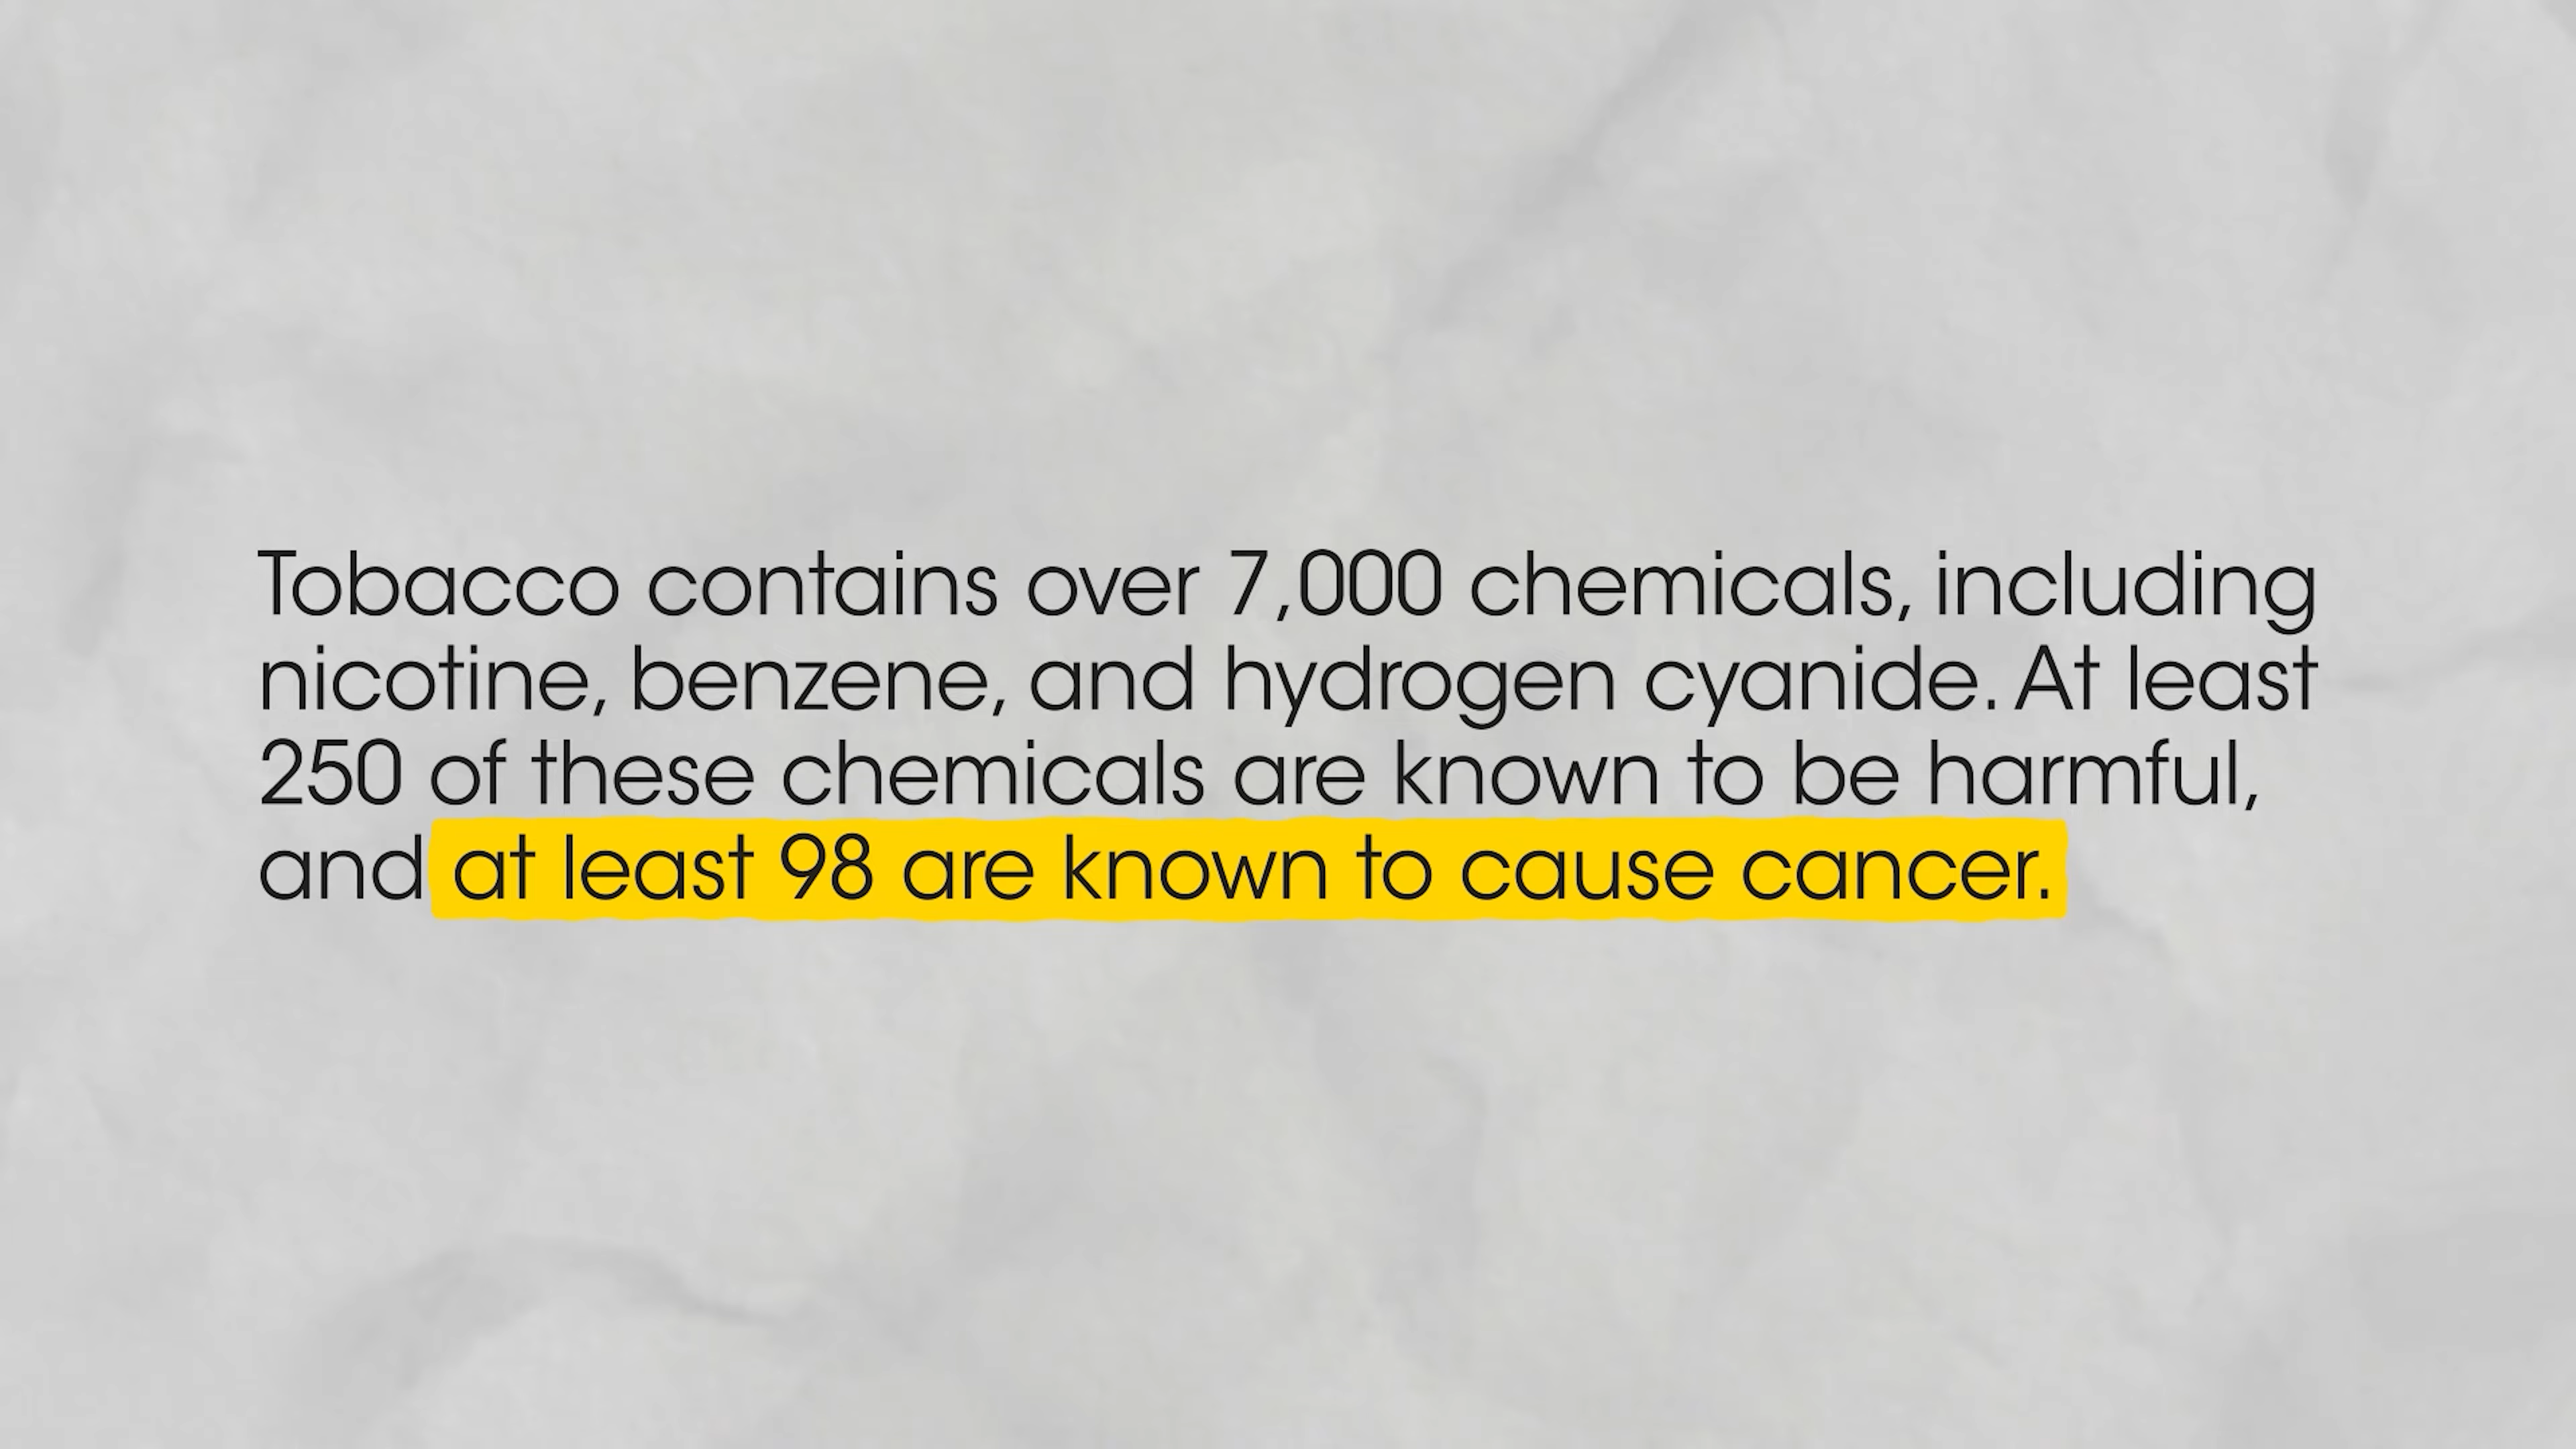 Tobacco contains over 7,000 chemicals, including
nicotine, benzene, and hydrogen cyanide. At least
250 of these chemicals are known to be harmful,
and at least 98 are known to cause cancer.